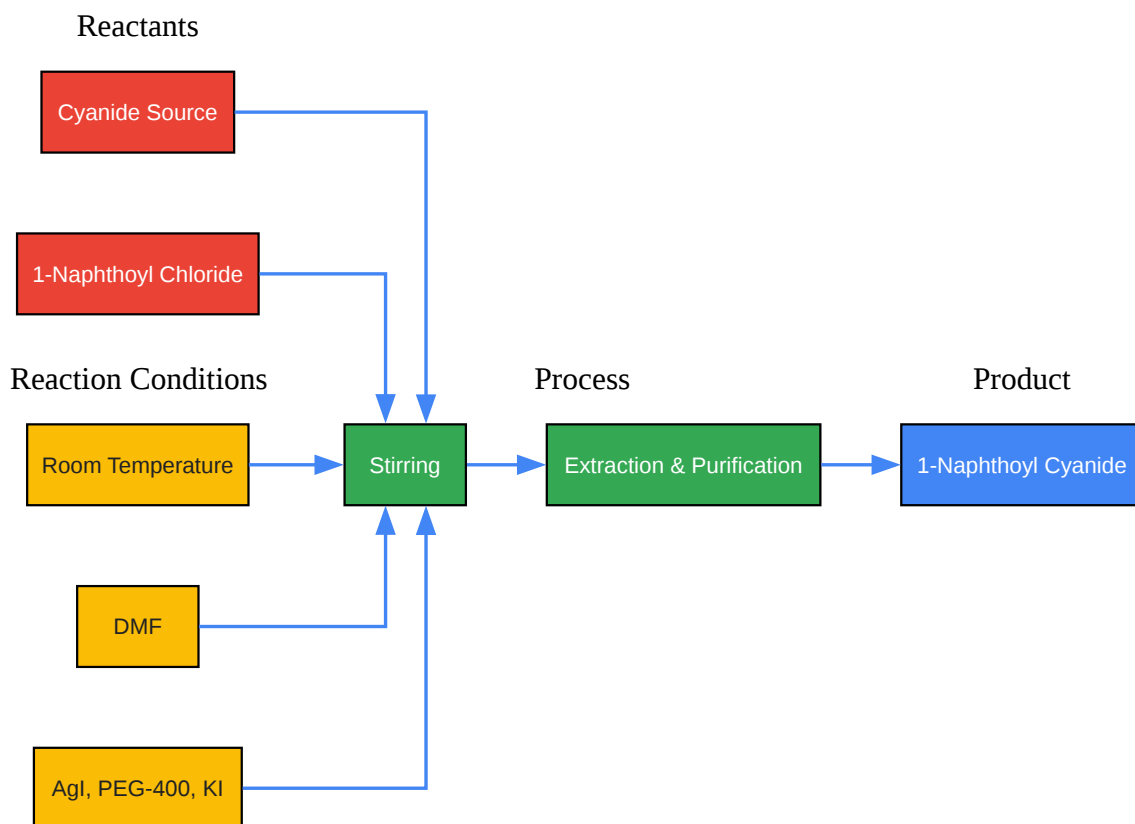 Reactants
Cyanide Source
1-Naphthoyl Chloride
Reaction Conditions
Process
Product
Room Temperature
Stirring
Extraction & Purification
1-Naphthoyl Cyanide
DMF
AgI, PEG-400, KI